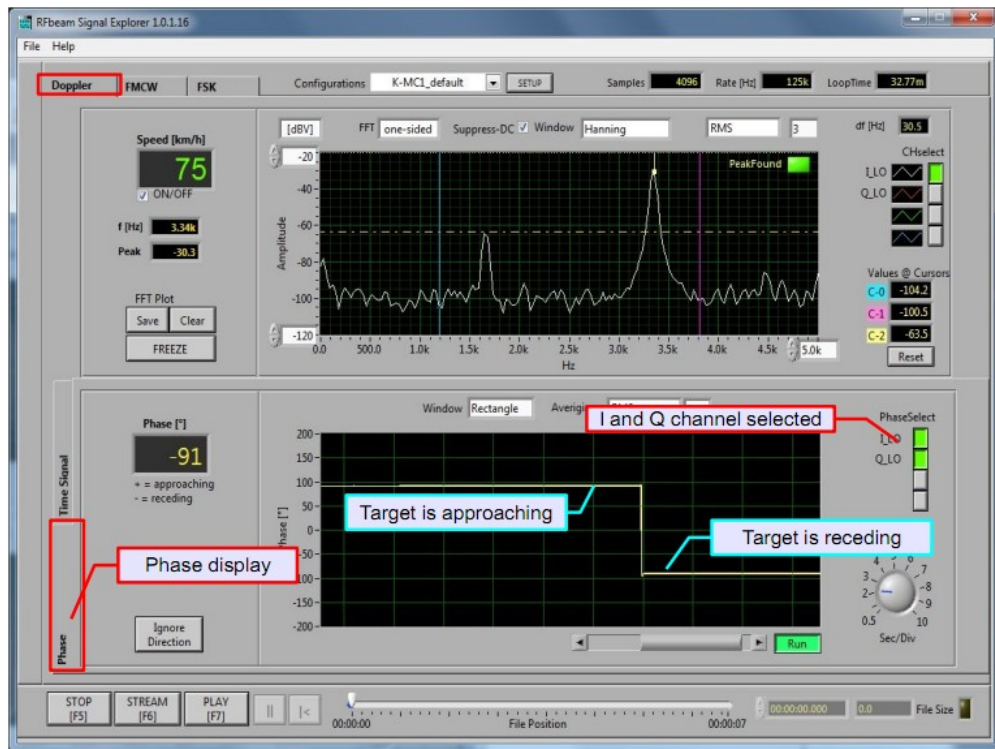 RFbeam Signal Explorer 1.0.1.16
File Help
Doppler FMCW FSK
Configurations K-MC1_default SETUP Samples 4096 Rate [Hz] 125k LoopTime 32.77m
Speed [km/h]
75
ON/OFF
f [Hz] 3.34k
Peak -30.3
FFT Plot
Save Clear
FREEZE
[dBV] FFT one-sided Suppress-DC Window Hanning RMS 3 df [Hz] 30.5
PeakFound
Amplitude
-20
-40
-60
-80
-100
-120
0.0 500.0 1.0k 1.5k 2.0k 2.5k 3.0k 3.5k 4.0k 4.5k 5.0k
Hz
CHselect
I_LO
Q_LO
Values @ Cursors
C-0 -104.2
C-1 -100.5
C-2 -63.5
Reset
Time Signal
Phase
Phase [°]
-91
+ = approaching
- = receding
Phase display
Ignore
Direction
Window Rectangle
I and Q channel selected
200
150
100
50
0
-50
-100
-150
-200
Target is approaching
Target is receding
PhaseSelect
I_LO
Q_LO
0.5 2 3 4 5 6 7 8 9 10
Sec/Div
Run
STOP
[F5]
STREAM
[F6]
PLAY
[F7]
00:00:00 File Position 00:00:07
00:00:00.000 0.0 File Size